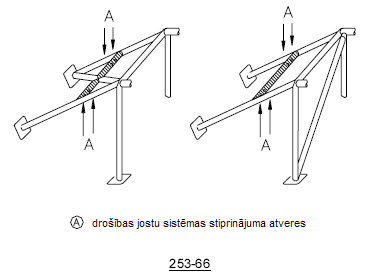 A A
A A
Ⓐ drošības jostu sistēmas stiprinājuma atveres
253-66